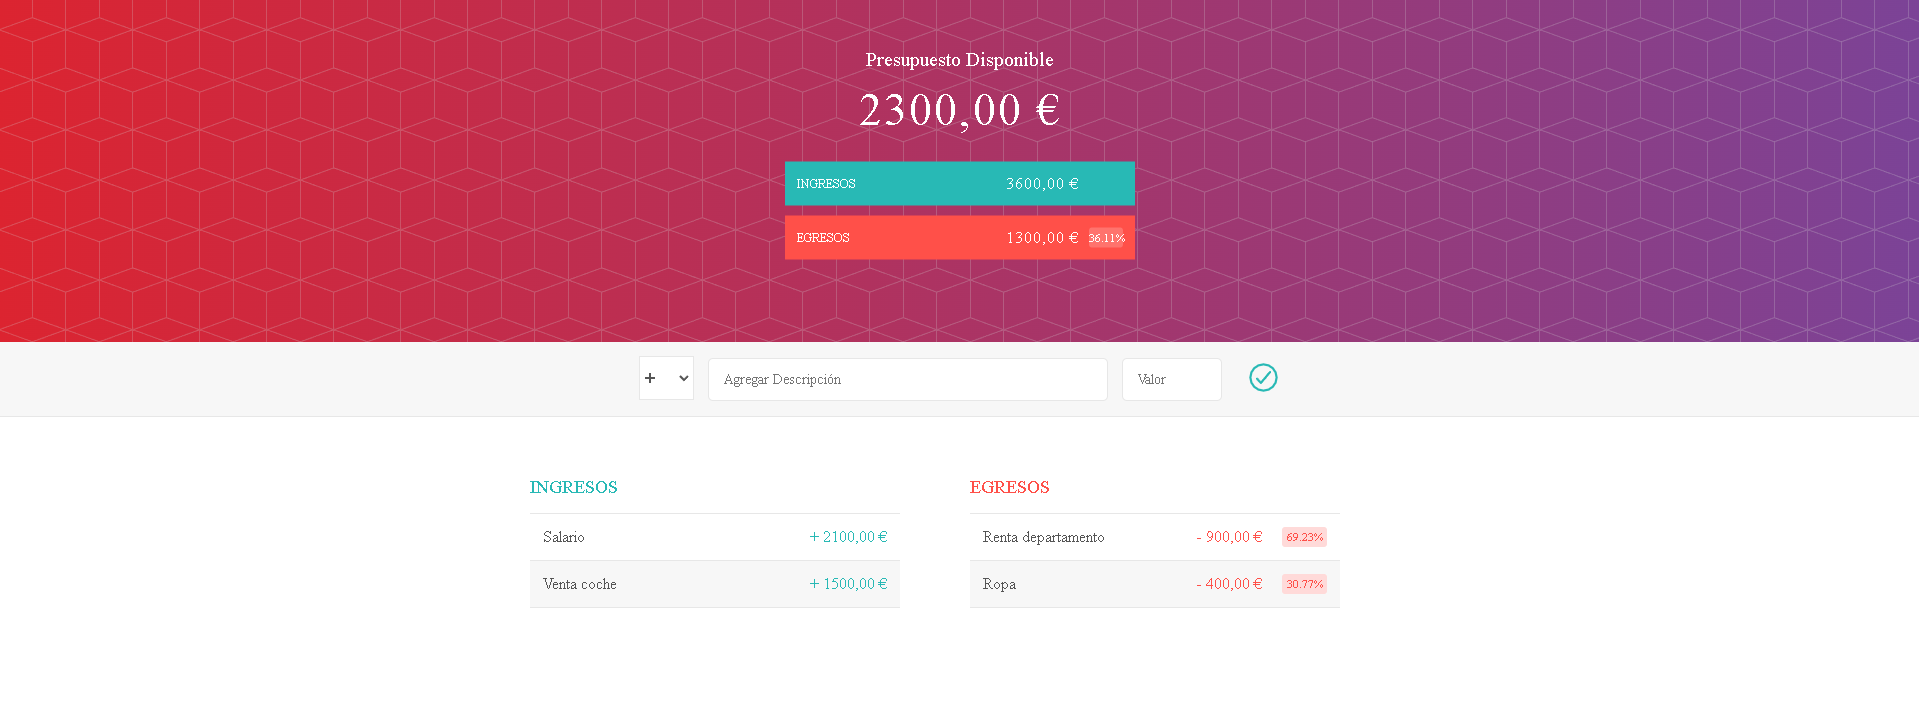 Presupuesto Disponible
2300,00 €
INGRESOS 3600,00 €
EGRESOS 1300,00 € 36.11%
+ Agregar Descripción Valor
INGRESOS
Salario + 2100,00 €
Venta coche + 1500,00 €
EGRESOS
Renta departamento - 900,00 € 69.23%
Ropa - 400,00 € 30.77%